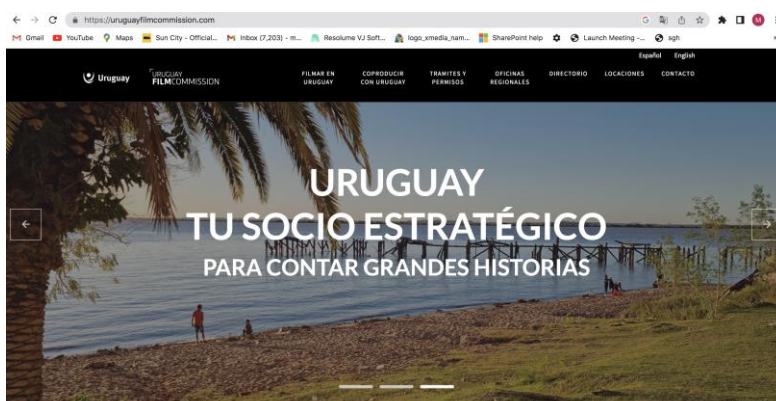 https://uruguayfilmcommission.com
M Gmail YouTube Maps Sun City - Official... Inbox (7,203) - m... Resolume VJ Soft... logo_xmedia_nam... SharePoint help Launch Meeting -... sgh
Español English
Uruguay
URUGUAY
FILMCOMMISSION
FILMAR EN
URUGUAY
COPRODUCIR
CON URUGUAY
TRAMITES Y
PERMISOS
OFICINAS
REGIONALES
DIRECTORIO
LOCACIONES
CONTACTO
URUGUAY
TU SOCIO ESTRATÉGICO
PARA CONTAR GRANDES HISTORIAS